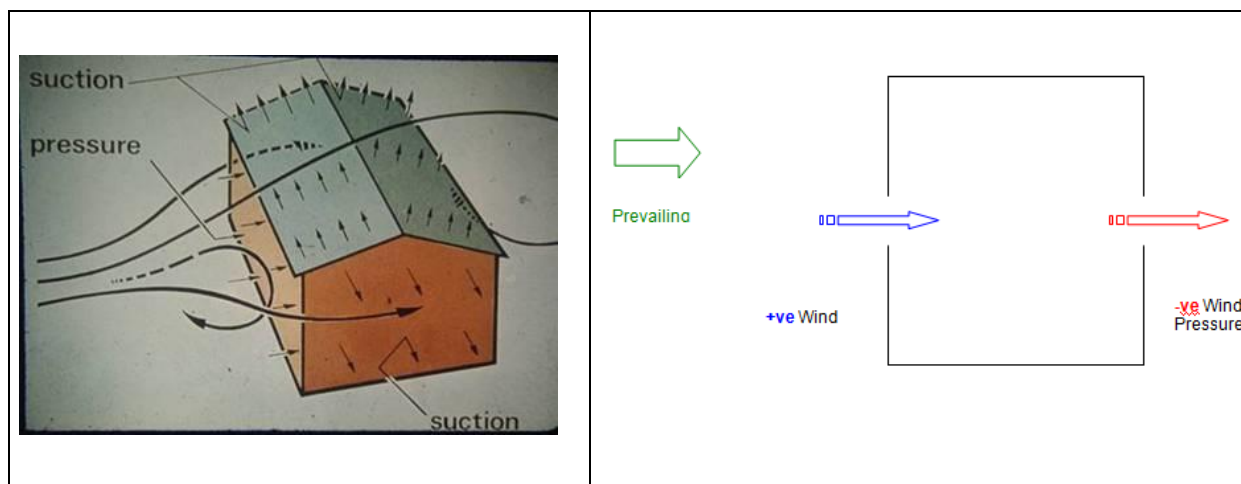 suction
pressure
suction
Prevailing
+ve Wind
-ve Wind
Pressure